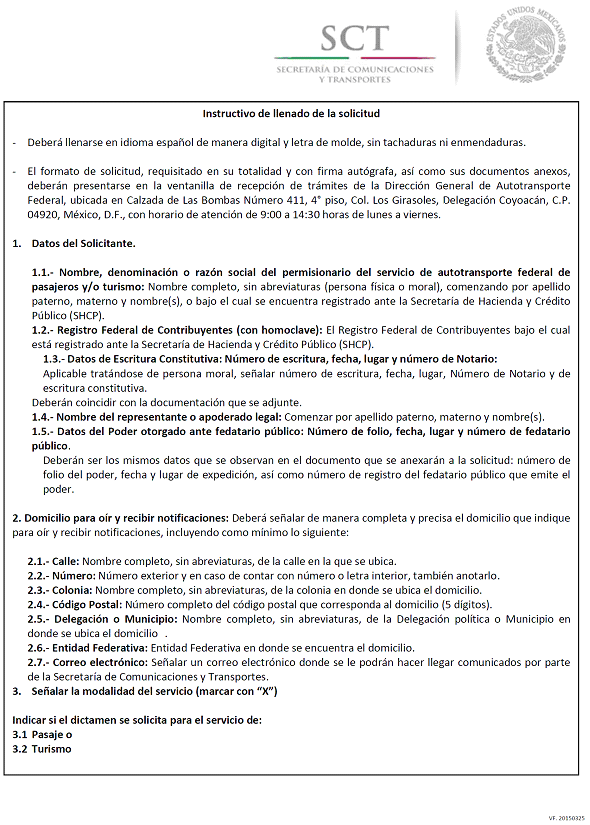 SCT
SECRETARÍA DE COMUNICACIONES
Y TRANSPORTES
ESTADOS UNIDOS MEXICANOS
Instructivo de llenado de la solicitud
- Deberá llenarse en idioma español de manera digital y letra de molde, sin tachaduras ni enmendaduras.
- El formato de solicitud, requisitado en su totalidad y con firma autógrafa, así como sus documentos anexos,
deberán presentarse en la ventanilla de recepción de trámites de la Dirección General de Autotransporte
Federal, ubicada en Calzada de Las Bombas Número 411, 4° piso, Col. Los Girasoles, Delegación Coyoacán, C.P.
04920, México, D.F., con horario de atención de 9:00 a 14:30 horas de lunes a viernes.
1. Datos del Solicitante.
1.1.- Nombre, denominación o razón social del permisionario del servicio de autotransporte federal de
pasajeros y/o turismo: Nombre completo, sin abreviaturas (persona física o moral), comenzando por apellido
paterno, materno y nombre(s), o bajo el cual se encuentra registrado ante la Secretaría de Hacienda y Crédito
Público (SHCP).
1.2.- Registro Federal de Contribuyentes (con homoclave): El Registro Federal de Contribuyentes bajo el cual
está registrado ante la Secretaría de Hacienda y Crédito Público (SHCP).
1.3.- Datos de Escritura Constitutiva: Número de escritura, fecha, lugar y número de Notario:
Aplicable tratándose de persona moral, señalar número de escritura, fecha, lugar, Número de Notario y de
escritura constitutiva.
Deberán coincidir con la documentación que se adjunte.
1.4.- Nombre del representante o apoderado legal: Comenzar por apellido paterno, materno y nombre(s).
1.5.- Datos del Poder otorgado ante fedatario público: Número de folio, fecha, lugar y número de fedatario
público.
Deberán ser los mismos datos que se observan en el documento que se anexarán a la solicitud: número de
folio del poder, fecha y lugar de expedición, así como número de registro del fedatario público que emite el
poder.
2. Domicilio para oír y recibir notificaciones: Deberá señalar de manera completa y precisa el domicilio que indique
para oír y recibir notificaciones, incluyendo como mínimo lo siguiente:
2.1.- Calle: Nombre completo, sin abreviaturas, de la calle en la que se ubica.
2.2.- Número: Número exterior y en caso de contar con número o letra interior, también anotarlo.
2.3.- Colonia: Nombre completo, sin abreviaturas, de la colonia en donde se ubica el domicilio.
2.4.- Código Postal: Número completo del código postal que corresponda al domicilio (5 dígitos).
2.5.- Delegación o Municipio: Nombre completo, sin abreviaturas, de la Delegación política o Municipio en
donde se ubica el domicilio .
2.6.- Entidad Federativa: Entidad Federativa en donde se encuentra el domicilio.
2.7.- Correo electrónico: Señalar un correo electrónico donde se le podrán hacer llegar comunicados por parte
de la Secretaría de Comunicaciones y Transportes.
3. Señalar la modalidad del servicio (marcar con “X”)
Indicar si el dictamen se solicita para el servicio de:
3.1 Pasaje o
3.2 Turismo
VF. 20150325